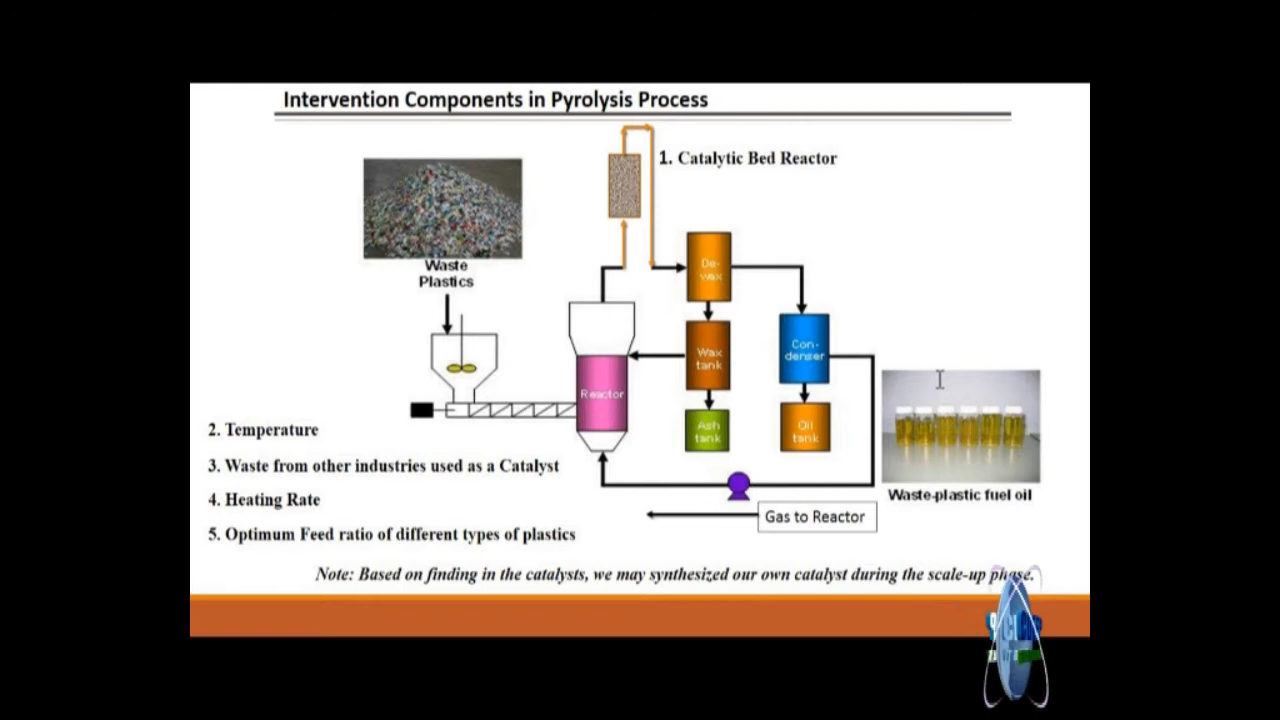 Intervention Components in Pyrolysis Process
1. Catalytic Bed Reactor
Waste
Plastics
De-
wax
Wax
tank
Con-
denser
Reactor
Ash
tank
Oil
tank
2. Temperature
3. Waste from other industries used as a Catalyst
4. Heating Rate
5. Optimum Feed ratio of different types of plastics
Waste-plastic fuel oil
Gas to Reactor
Note: Based on finding in the catalysts, we may synthesized our own catalyst during the scale-up phase.